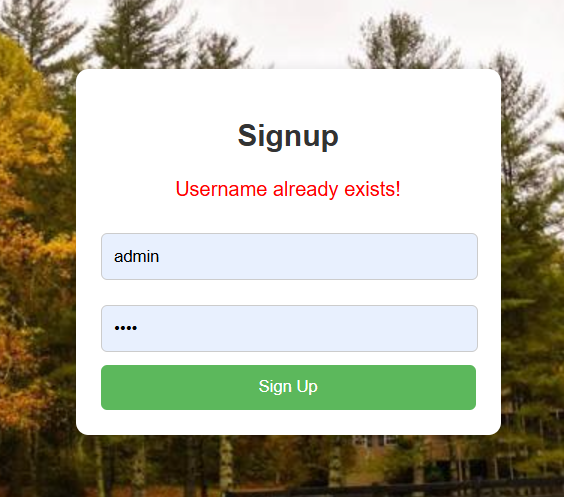 Signup
Username already exists!
admin
••••
Sign Up